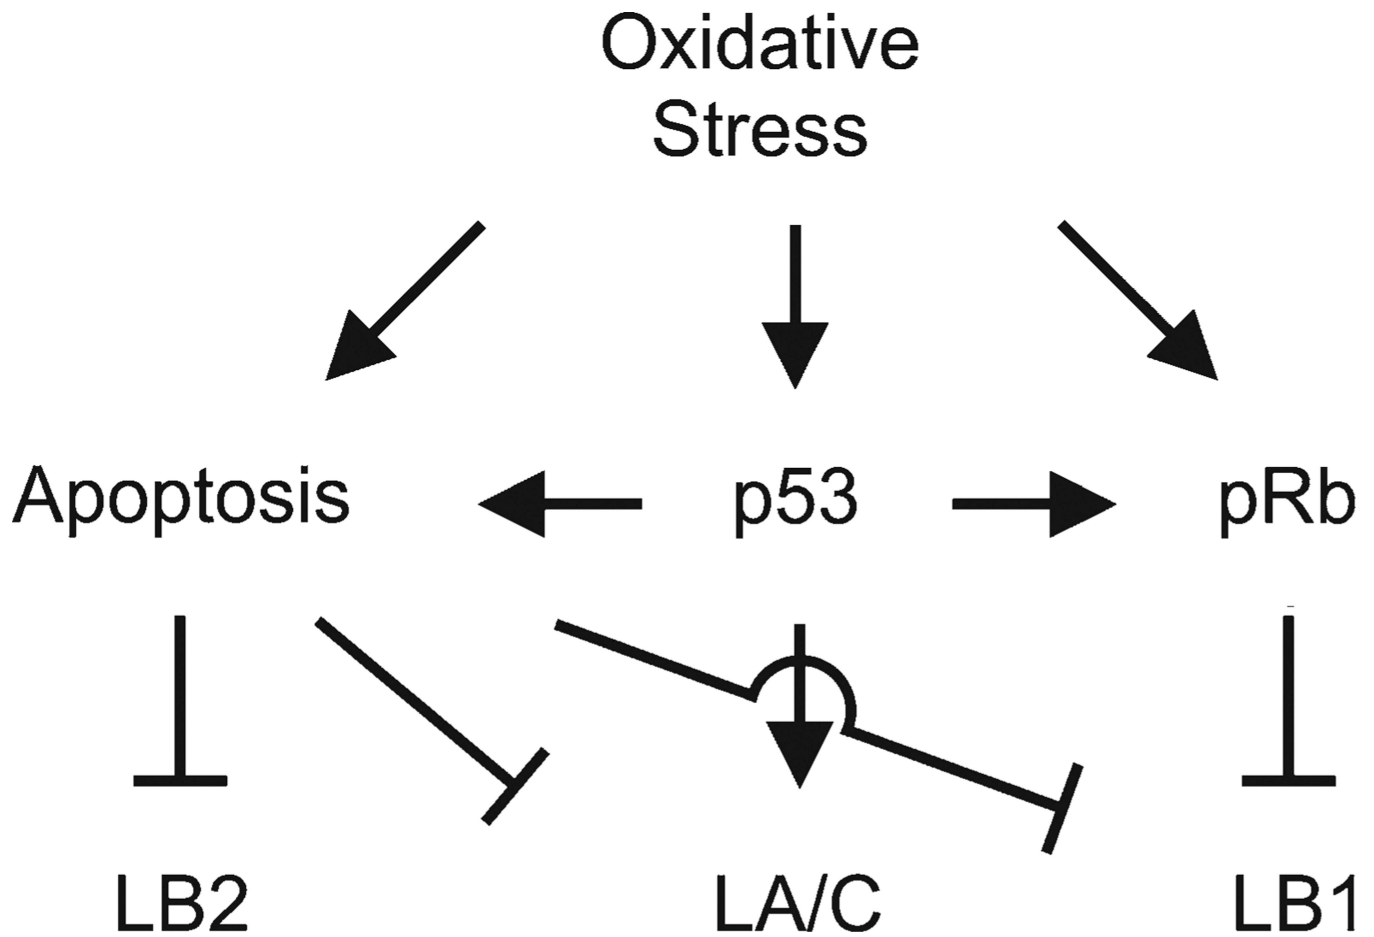 Oxidative
Stress
Apoptosis
p53
pRb
LB2
LA/C
LB1